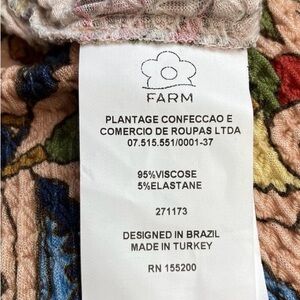 FARM
PLANTAGE CONFECCAO E
COMERCIO DE ROUPAS LTDA
07.515.551/0001-37
95%VISCOSE
5%ELASTANE
271173
DESIGNED IN BRAZIL
MADE IN TURKEY
RN 155200